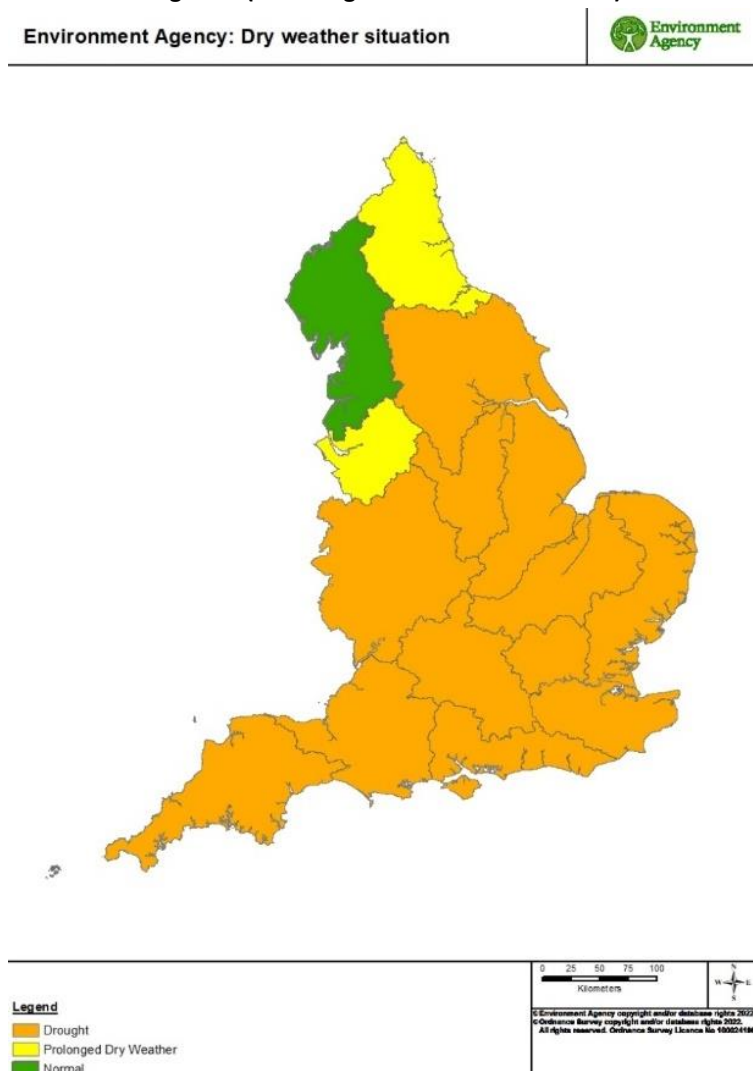 Environment Agency: Dry weather situation
Environment
Agency
0 25 50 75 100
Kilometers
N
W E
S
© Environment Agency copyright and/or database rights 2022
© Ordnance Survey copyright and/or database rights 2022.
All rights reserved. Ordnance Survey Licence No
Legend
Drought
Prolonged Dry Weather
Normal